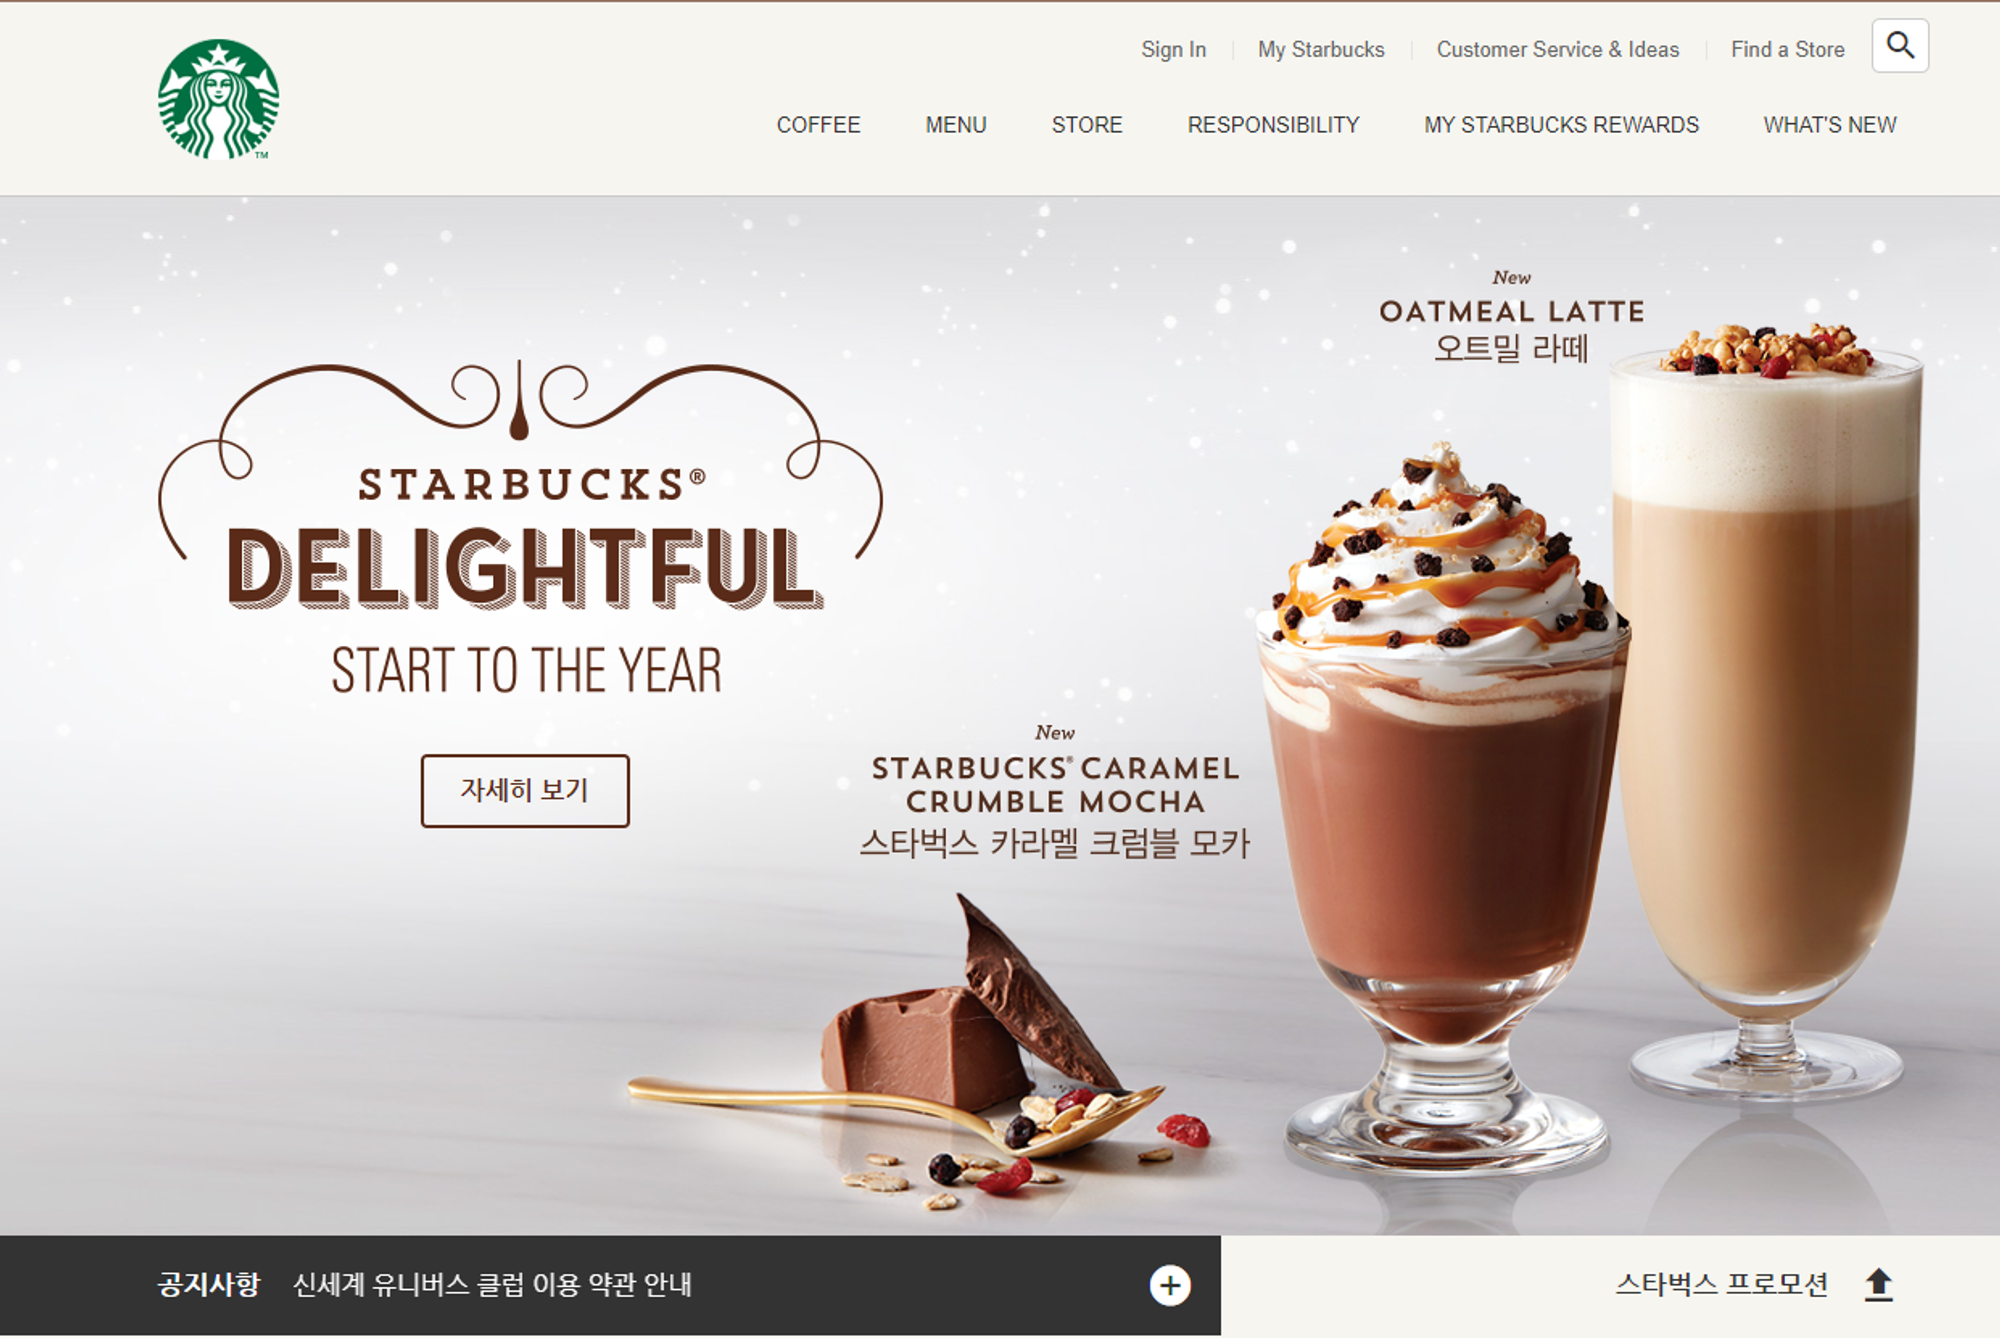 TM
Sign In
My Starbucks
Customer Service & Ideas
Find a Store
COFFEE
MENU
STORE
RESPONSIBILITY
MY STARBUCKS REWARDS
WHAT'S NEW
New
OATMEAL LATTE
오트밀 라떼
STARBUCKS®
DELIGHTFUL
START TO THE YEAR
자세히 보기
New
STARBUCKS® CARAMEL
CRUMBLE MOCHA
스타벅스 카라멜 크럼블 모카
공지사항 신세계 유니버스 클럽 이용 약관 안내
스타벅스 프로모션